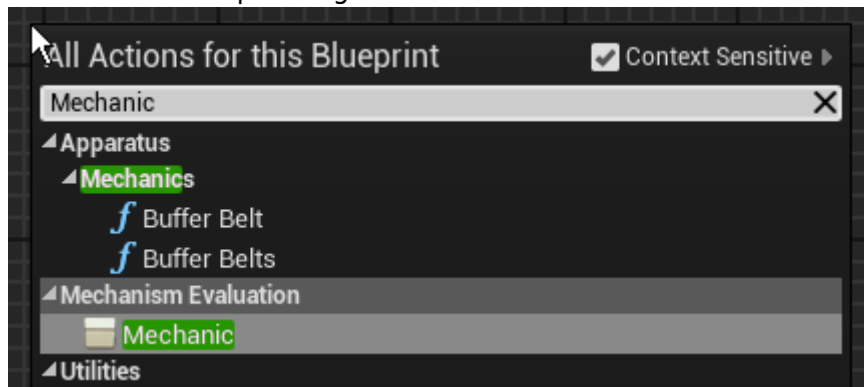 All Actions for this Blueprint Context Sensitive
Mechanic
Apparatus
Mechanics
f Buffer Belt
f Buffer Belts
Mechanism Evaluation
Mechanic
Utilities